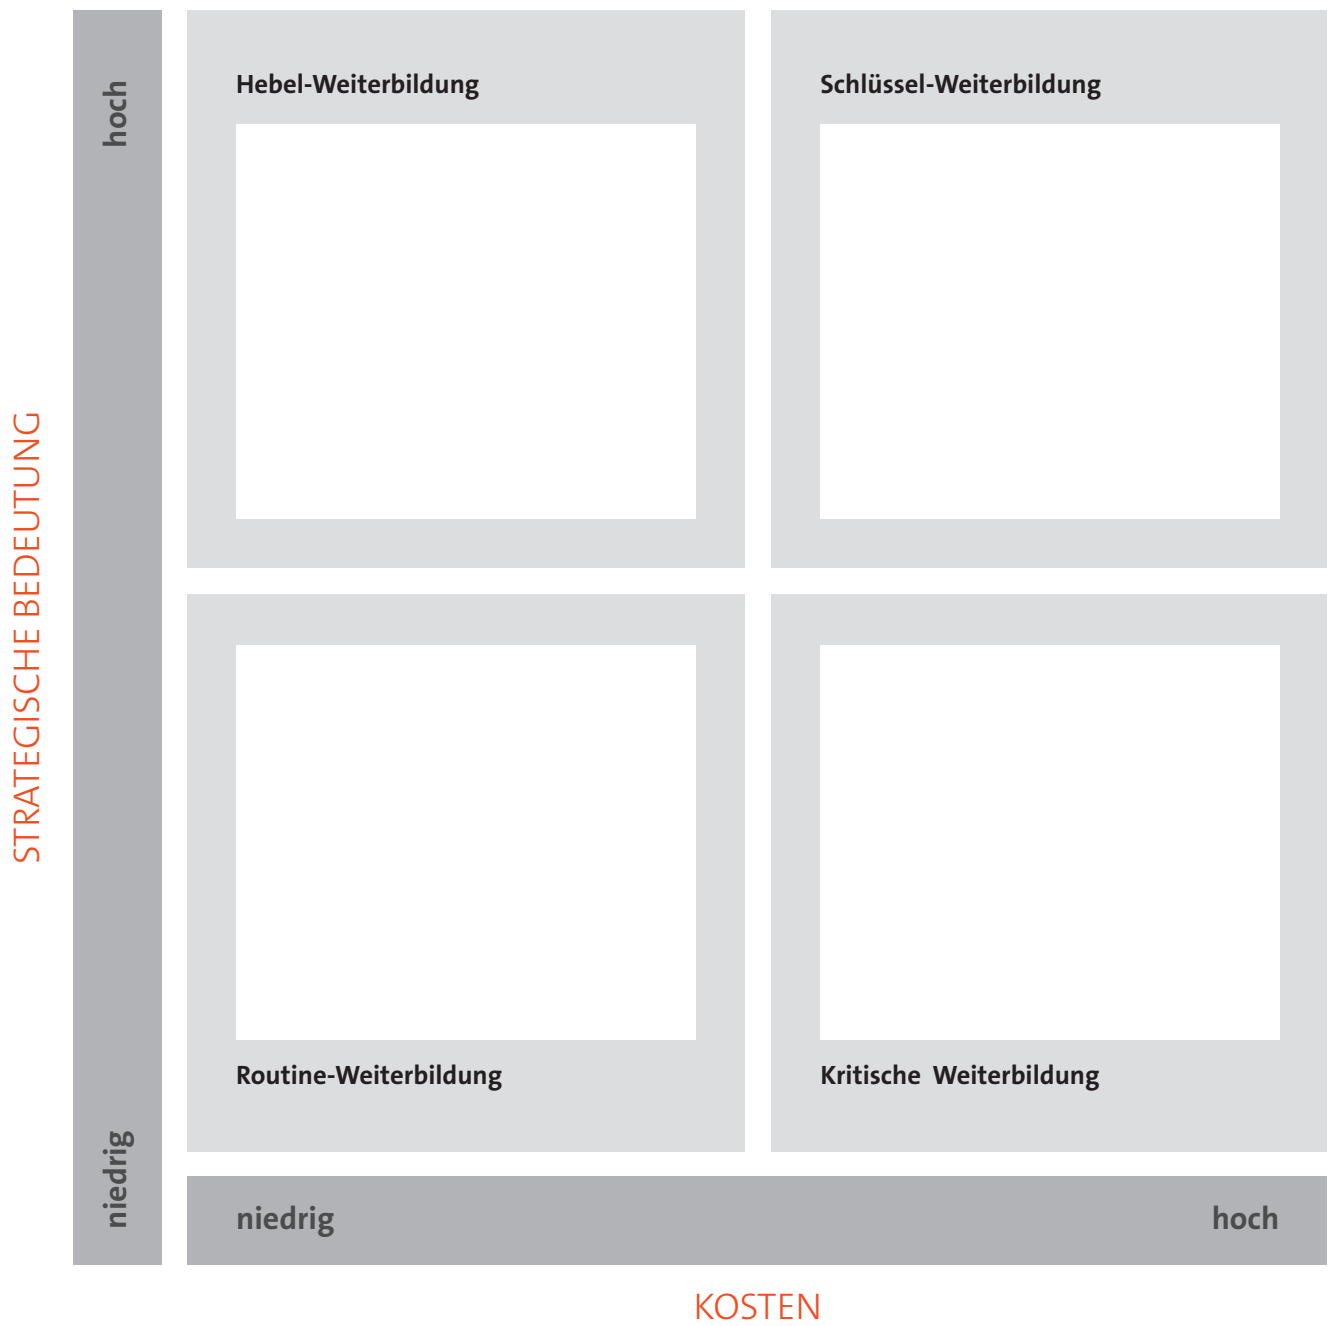 STRATEGISCHE BEDEUTUNG
hoch
niedrig
Hebel-Weiterbildung
Schlüssel-Weiterbildung
Routine-Weiterbildung
Kritische Weiterbildung
niedrig
hoch
KOSTEN